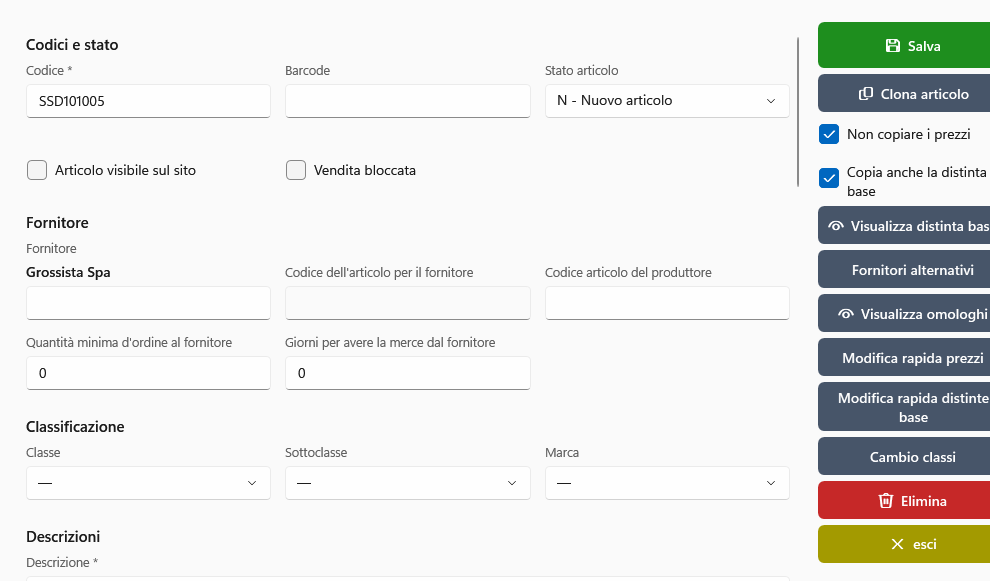 Codici e stato
Codice *
Barcode
Stato articolo
SSD101005
N - Nuovo articolo
Articolo visibile sul sito
Vendita bloccata
Fornitore
Fornitore
Grossista Spa
Codice dell'articolo per il fornitore
Codice articolo del produttore
Quantità minima d'ordine al fornitore
Giorni per avere la merce dal fornitore
0
0
Classificazione
Classe
Sottoclasse
Marca
—
—
—
Descrizioni
Descrizione *
Salva
Clona articolo
Non copiare i prezzi
Copia anche la distinta
base
Visualizza distinta bas
Fornitori alternativi
Visualizza omologhi
Modifica rapida prezzi
Modifica rapida distinte
base
Cambio classi
Elimina
esci